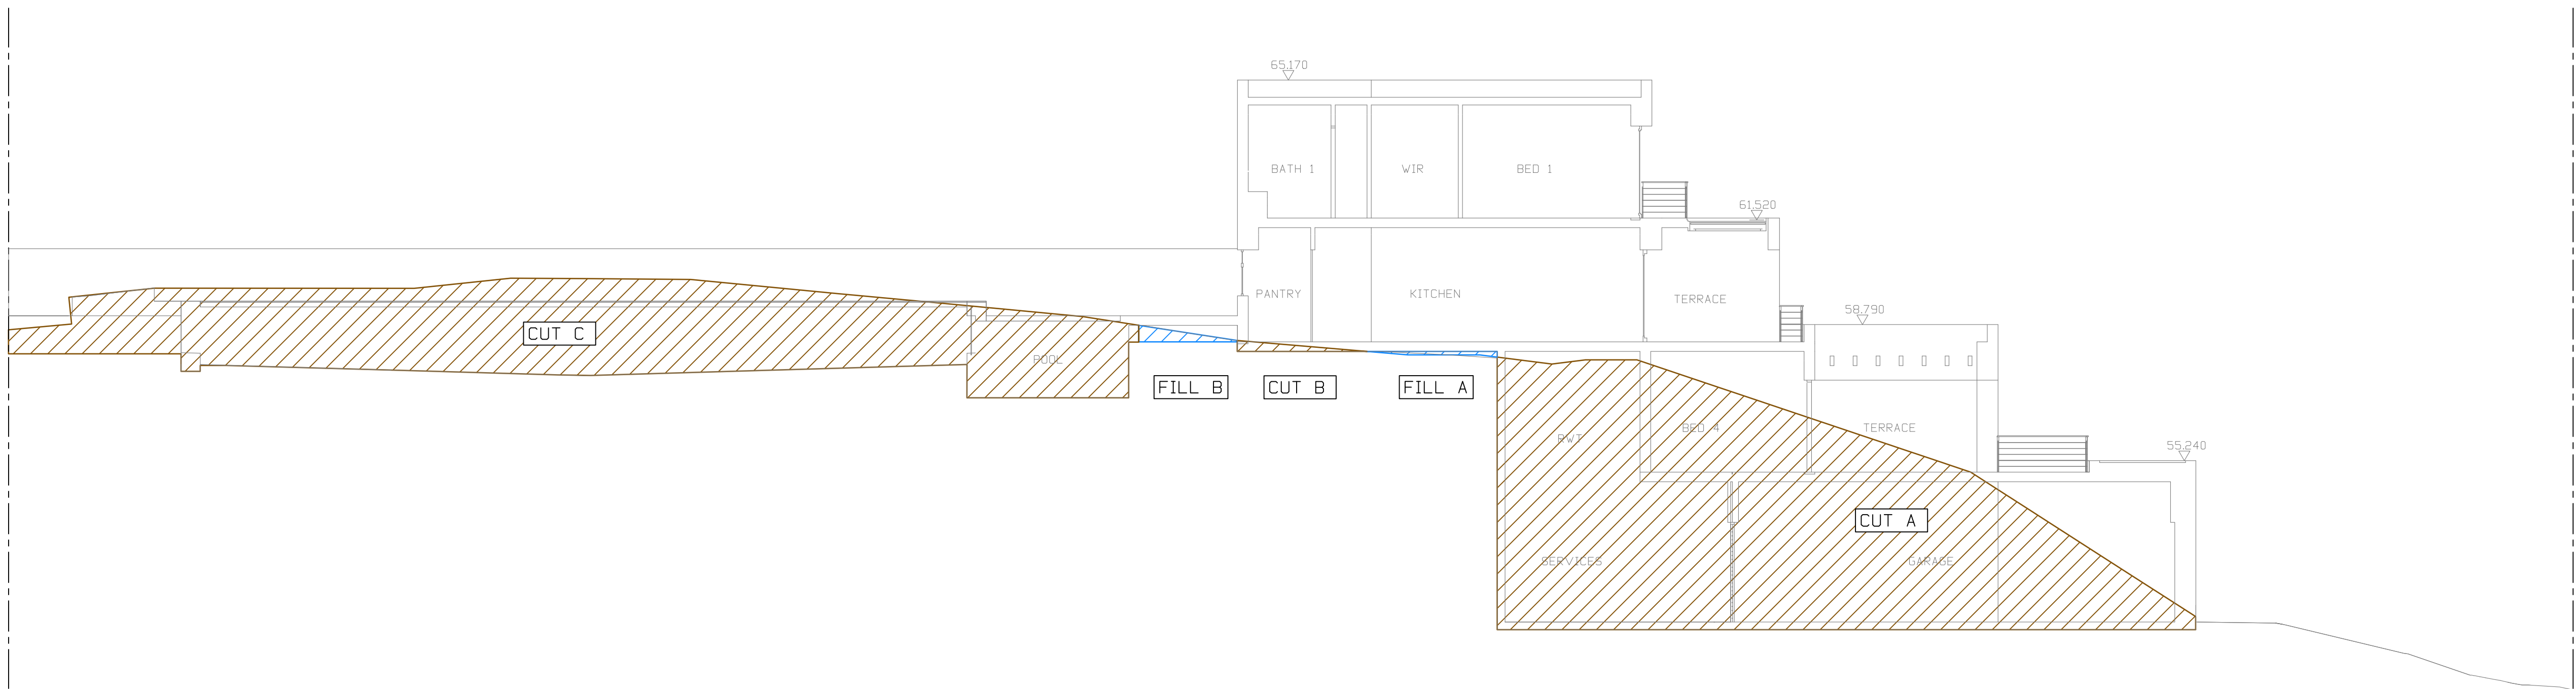 65.170
BATH 1
WIR
BED 1
61.520
PANTRY
KITCHEN
TERRACE
58.790
CUT C
POOL
FILL B
CUT B
FILL A
RWT
BED 4
TERRACE
55.240
CUT A
SERVICES
GARAGE